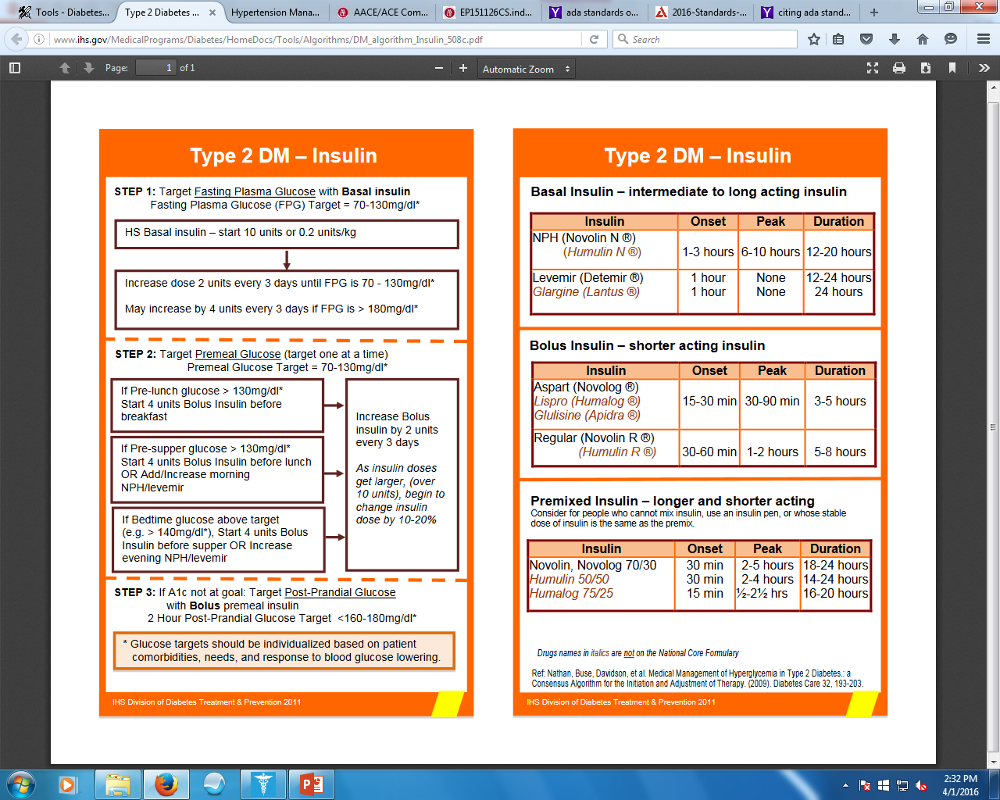 Tools - Diabetes...
Type 2 Diabetes ...
Hypertension Mana...
AACE/ACE Com...
EP151126CS.ind...
ada standards o...
2016-Standards-...
citing ada stand...
www.ihs.gov/MedicalPrograms/Diabetes/HomeDocs/Tools/Algorithms/DM_algorithm_Insulin_508c.pdf
Search
Page: 1 of 1
Automatic Zoom
Type 2 DM – Insulin
STEP 1: Target Fasting Plasma Glucose with Basal insulin
Fasting Plasma Glucose (FPG) Target = 70-130mg/dl*
HS Basal insulin – start 10 units or 0.2 units/kg
Increase dose 2 units every 3 days until FPG is 70 - 130mg/dl*
May increase by 4 units every 3 days if FPG is > 180mg/dl*
STEP 2: Target Premeal Glucose (target one at a time)
Premeal Glucose Target = 70-130mg/dl*
If Pre-lunch glucose > 130mg/dl*
Start 4 units Bolus Insulin before
breakfast
If Pre-supper glucose > 130mg/dl*
Start 4 units Bolus Insulin before lunch
OR Add/Increase morning
NPH/levemir
If Bedtime glucose above target
(e.g. > 140mg/dl*), Start 4 units Bolus
Insulin before supper OR Increase
evening NPH/levemir
Increase Bolus
insulin by 2 units
every 3 days
As insulin doses
get larger, (over
10 units), begin to
change insulin
dose by 10-20%
STEP 3: If A1c not at goal: Target Post-Prandial Glucose
with Bolus premeal insulin
2 Hour Post-Prandial Glucose Target <160-180mg/dl*
* Glucose targets should be individualized based on patient
comorbidities, needs, and response to blood glucose lowering.
IHS Division of Diabetes Treatment & Prevention 2011
Type 2 DM – Insulin
Basal Insulin – intermediate to long acting insulin
Insulin Onset Peak Duration
NPH (Novolin N ®)
(Humulin N ®) 1-3 hours 6-10 hours 12-20 hours
Levemir (Detemir ®) 1 hour None 12-24 hours
Glargine (Lantus ®) 1 hour None 24 hours
Bolus Insulin – shorter acting insulin
Insulin Onset Peak Duration
Aspart (Novolog ®)
Lispro (Humalog ®) 15-30 min 30-90 min 3-5 hours
Glulisine (Apidra ®)
Regular (Novolin R ®)
(Humulin R ®) 30-60 min 1-2 hours 5-8 hours
Premixed Insulin – longer and shorter acting
Consider for people who cannot mix insulin, use an insulin pen, or whose stable
dose of insulin is the same as the premix.
Insulin Onset Peak Duration
Novolin, Novolog 70/30 30 min 2-5 hours 18-24 hours
Humulin 50/50 30 min 2-4 hours 14-24 hours
Humalog 75/25 15 min ½-2½ hrs 16-20 hours
Drugs names in italics are not on the National Core Formulary
Ref: Nathan, Buse, Davidson, et al. Medical Management of Hyperglycemia in Type 2 Diabetes.: a
Consensus Algorithm for the Initiation and Adjustment of Therapy. (2009). Diabetes Care 32, 193-203.
IHS Division of Diabetes Treatment & Prevention 2011
2:32 PM
4/1/2016